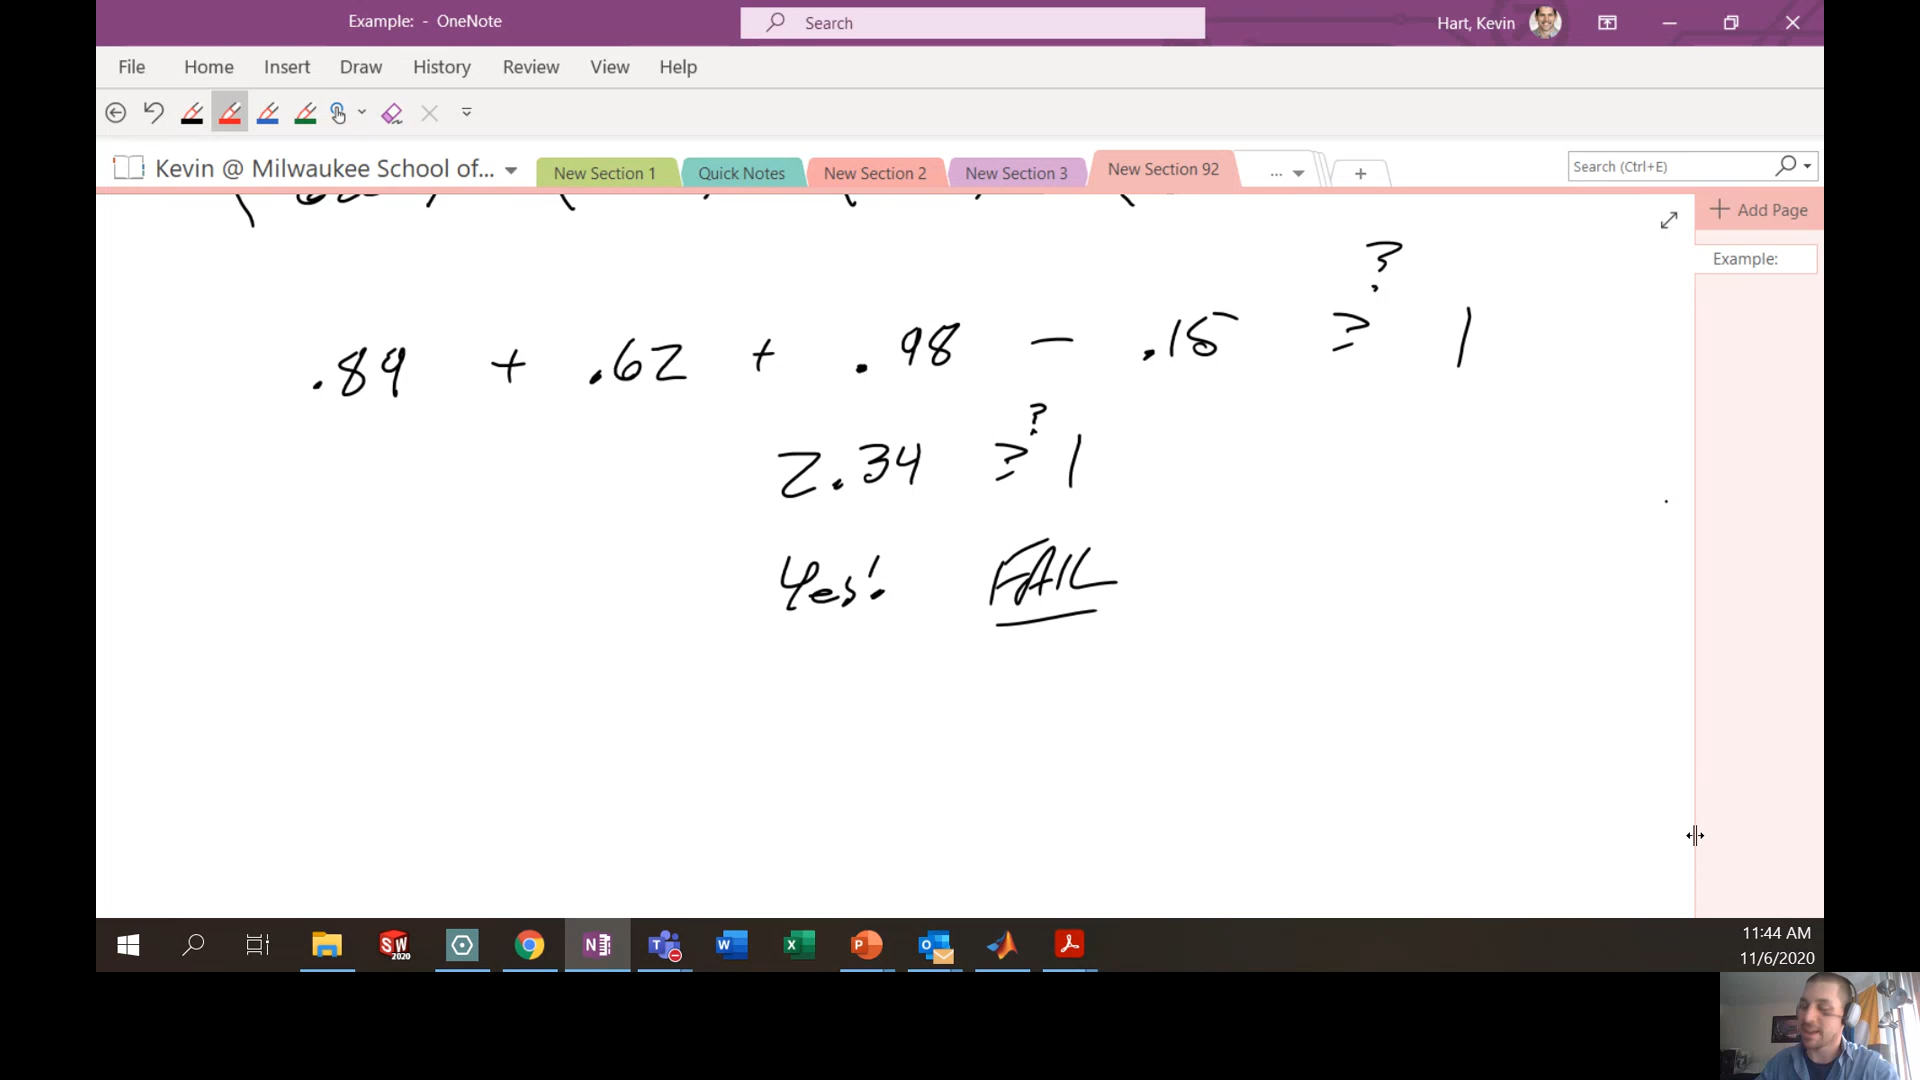 Example: - OneNote
Search
Hart, Kevin
File Home Insert Draw History Review View Help
Kevin @ Milwaukee School of...
New Section 1
Quick Notes
New Section 2
New Section 3
New Section 92
...
Search (Ctrl+E)
Add Page
Example:
?
.89 + .62 + .98 - .15 ≥ 1
?
2.34 ≥ 1
Yes! FAIL
SW
2020
N
T
W
X
P
O
11:44 AM
11/6/2020